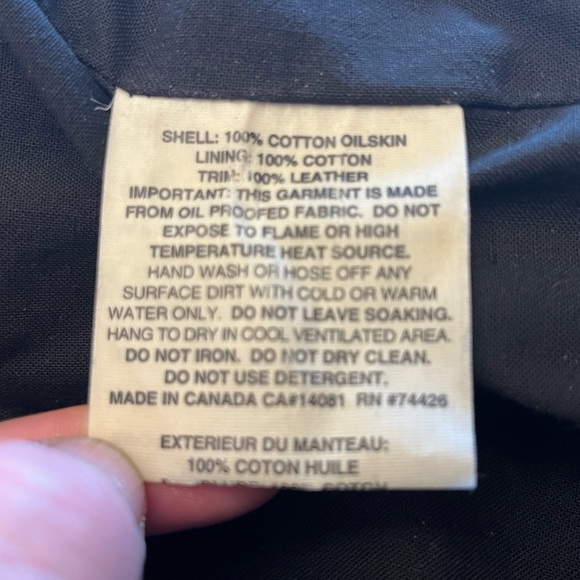 SHELL: 100% COTTON OILSKIN
LINING: 100% COTTON
TRIM: 100% LEATHER
IMPORTANT: THIS GARMENT IS MADE
FROM OIL PROOFED FABRIC. DO NOT
EXPOSE TO FLAME OR HIGH
TEMPERATURE HEAT SOURCE.
HAND WASH OR HOSE OFF ANY
SURFACE DIRT WITH COLD OR WARM
WATER ONLY. DO NOT LEAVE SOAKING.
HANG TO DRY IN COOL VENTILATED AREA.
DO NOT IRON. DO NOT DRY CLEAN.
DO NOT USE DETERGENT.
MADE IN CANADA CA#14081 RN #74426
EXTERIEUR DU MANTEAU:
100% COTON HUILE